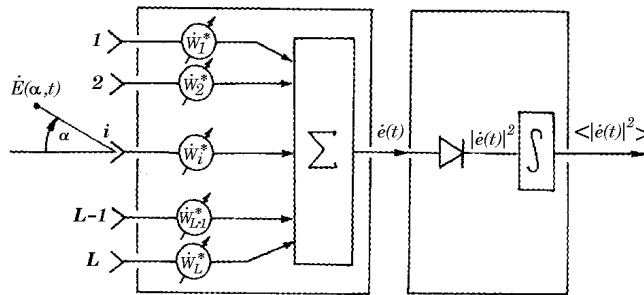 1
Ẇ₁*
2
Ẇ₂*
Ė(α,t)
α
i
Ẇᵢ*
Σ
ė(t)
|ė(t)|²
∫
<|ė(t)|²>
L-1
Ẇ_{L-1}*
L
Ẇ_L*